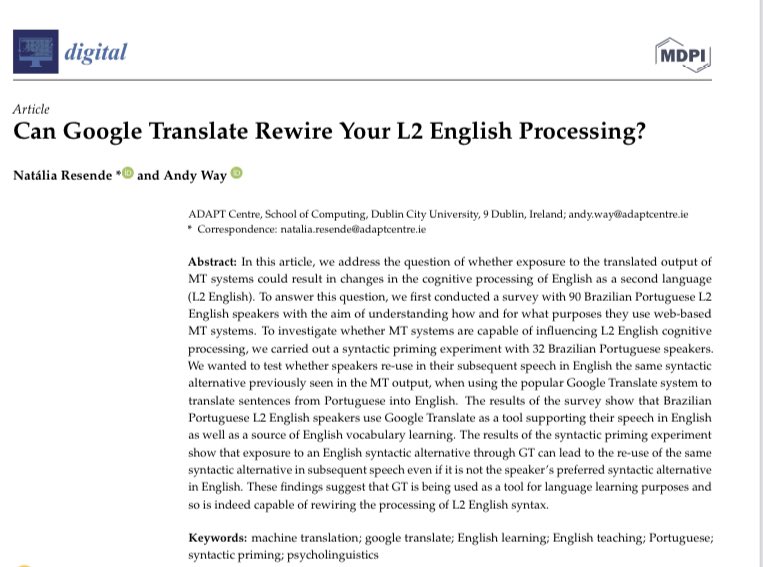 digital
MDPI
Article
Can Google Translate Rewire Your L2 English Processing?
Natália Resende * and Andy Way
ADAPT Centre, School of Computing, Dublin City University, 9 Dublin, Ireland; andy.way@adaptcentre.ie
* Correspondence: natalia.resende@adaptcentre.ie
Abstract: In this article, we address the question of whether exposure to the translated output of
MT systems could result in changes in the cognitive processing of English as a second language
(L2 English). To answer this question, we first conducted a survey with 90 Brazilian Portuguese L2
English speakers with the aim of understanding how and for what purposes they use web-based
MT systems. To investigate whether MT systems are capable of influencing L2 English cognitive
processing, we carried out a syntactic priming experiment with 32 Brazilian Portuguese speakers.
We wanted to test whether speakers re-use in their subsequent speech in English the same syntactic
alternative previously seen in the MT output, when using the popular Google Translate system to
translate sentences from Portuguese into English. The results of the survey show that Brazilian
Portuguese L2 English speakers use Google Translate as a tool supporting their speech in English
as well as a source of English vocabulary learning. The results of the syntactic priming experiment
show that exposure to an English syntactic alternative through GT can lead to the re-use of the same
syntactic alternative in subsequent speech even if it is not the speaker's preferred syntactic alternative
in English. These findings suggest that GT is being used as a tool for language learning purposes and
so is indeed capable of rewiring the processing of L2 English syntax.
Keywords: machine translation; google translate; English learning; English teaching; Portuguese;
syntactic priming; psycholinguistics